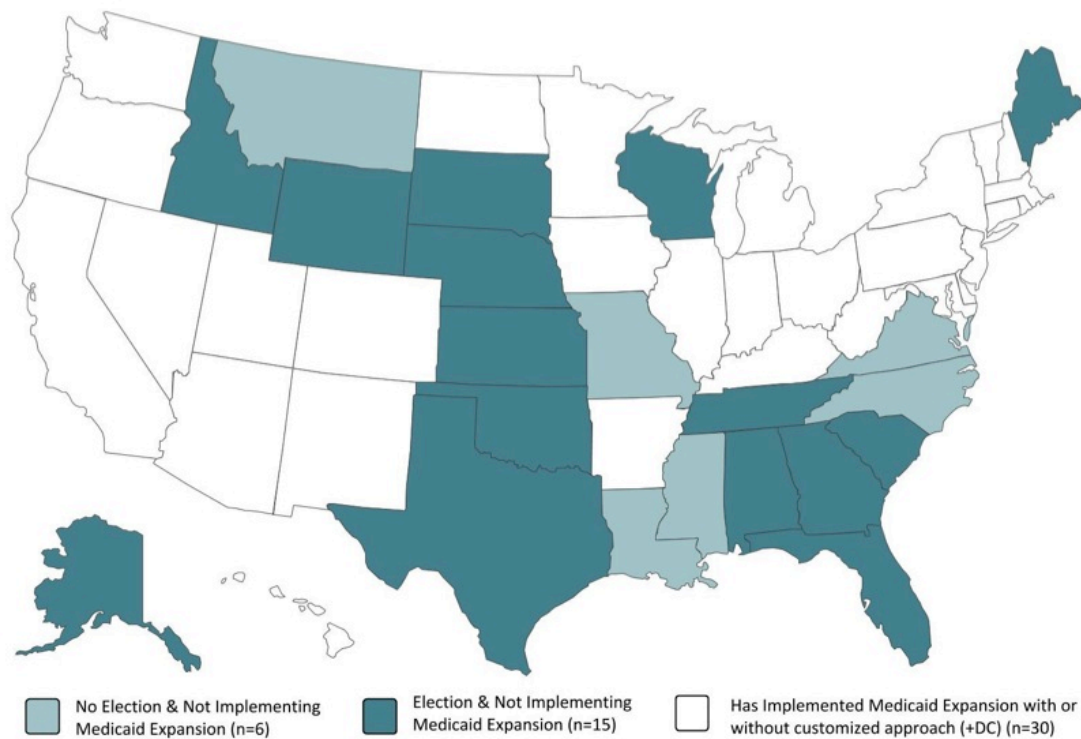 No Election & Not Implementing
Medicaid Expansion (n=6)
Election & Not Implementing
Medicaid Expansion (n=15)
Has Implemented Medicaid Expansion with or
without customized approach (+DC) (n=30)